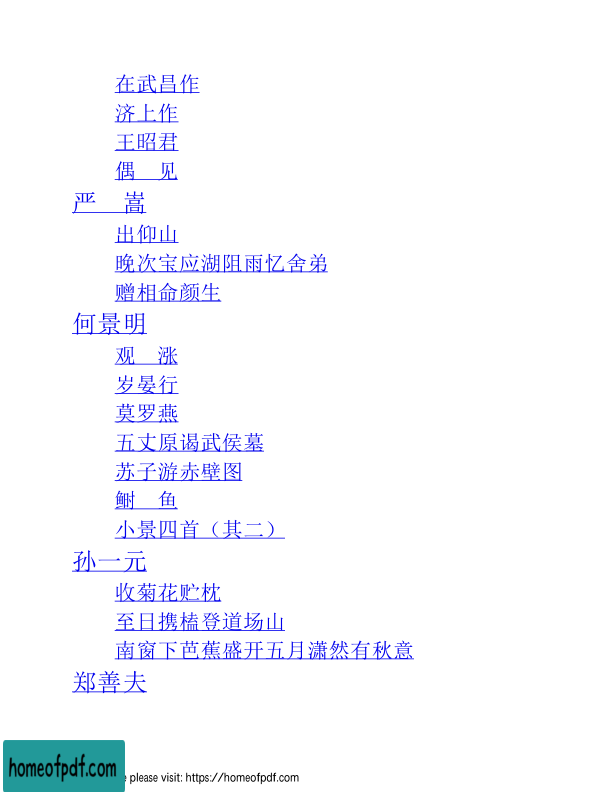 在武昌作
济上作
王昭君
偶　见
严　嵩
出仰山
晚次宝应湖阻雨忆舍弟
赠相命颜生
何景明
观　涨
岁晏行
莫罗燕
五丈原谒武侯墓
苏子游赤壁图
鲥　鱼
小景四首（其二）
孙一元
收菊花贮枕
至日携榼登道场山
南窗下芭蕉盛开五月潇然有秋意
郑善夫
homeofpdf.com
e please visit: https://homeofpdf.com